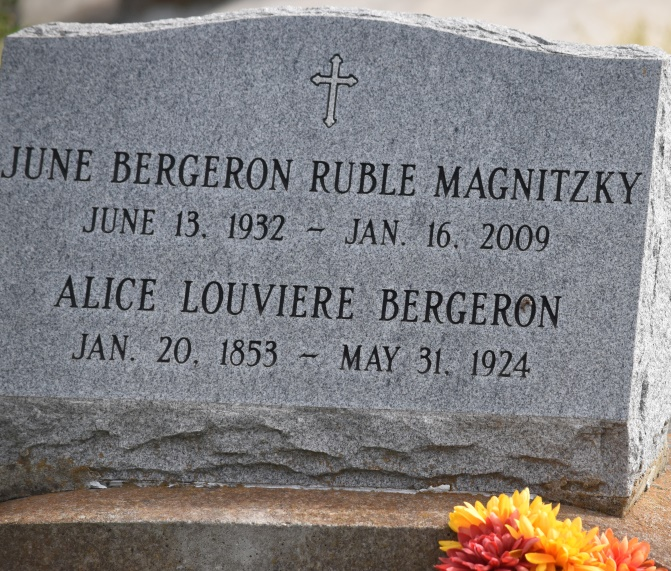 JUNE BERGERON RUBLE MAGNITZKY
JUNE 13. 1932 ~ JAN. 16. 2009
ALICE LOUVIERE BERGERON
JAN. 20. 1853 ~ MAY 31. 1924